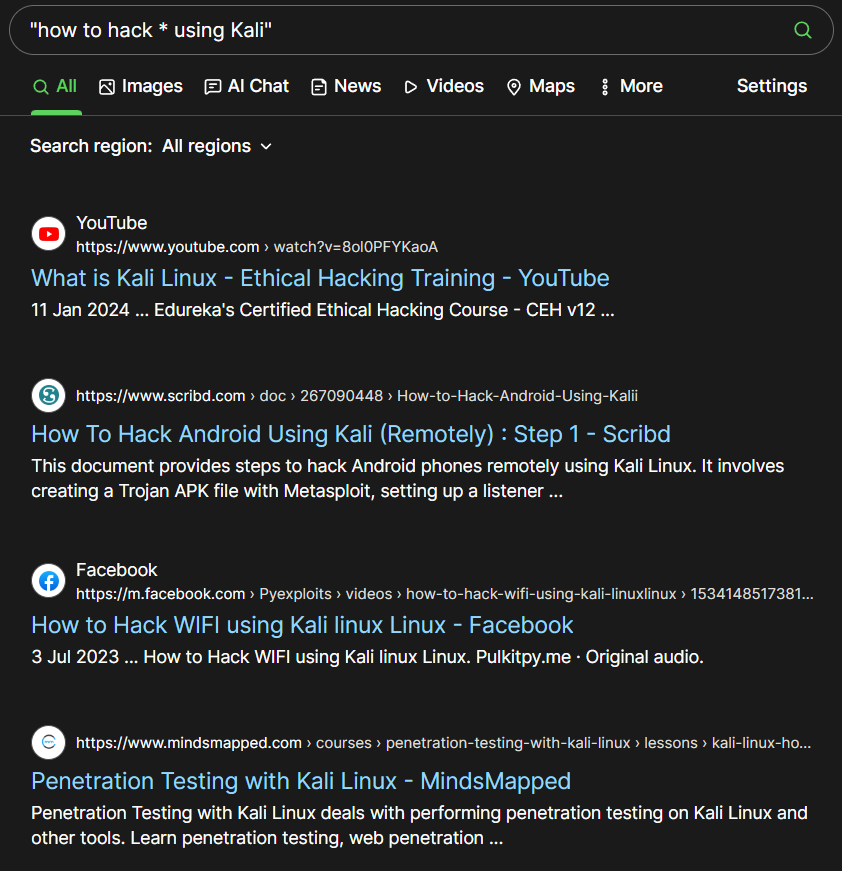 "how to hack * using Kali"
All Images AI Chat News Videos Maps More Settings
Search region: All regions
YouTube
https://www.youtube.com › watch?v=8ol0PFYKaoA
What is Kali Linux - Ethical Hacking Training - YouTube
11 Jan 2024 ... Edureka's Certified Ethical Hacking Course - CEH v12 ...
https://www.scribd.com › doc › 267090448 › How-to-Hack-Android-Using-Kalii
How To Hack Android Using Kali (Remotely) : Step 1 - Scribd
This document provides steps to hack Android phones remotely using Kali Linux. It involves
creating a Trojan APK file with Metasploit, setting up a listener ...
Facebook
https://m.facebook.com › Pyexploits › videos › how-to-hack-wifi-using-kali-linuxlinux › 1534148517381...
How to Hack WIFI using Kali linux Linux - Facebook
3 Jul 2023 ... How to Hack WIFI using Kali linux Linux. Pulkitpy.me · Original audio.
https://www.mindsmapped.com › courses › penetration-testing-with-kali-linux › lessons › kali-linux-ho...
Penetration Testing with Kali Linux - MindsMapped
Penetration Testing with Kali Linux deals with performing penetration testing on Kali Linux and
other tools. Learn penetration testing, web penetration ...